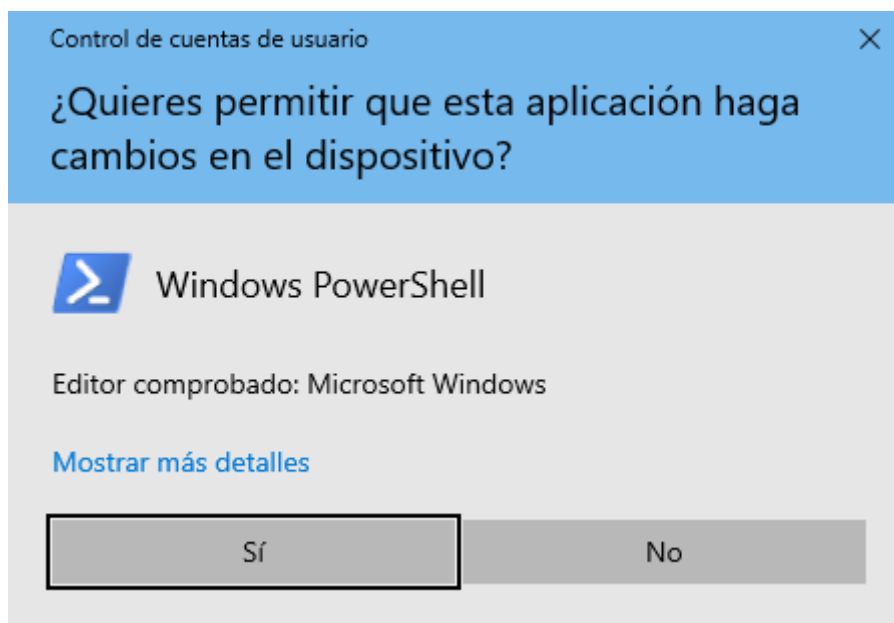 Control de cuentas de usuario
¿Quieres permitir que esta aplicación haga
cambios en el dispositivo?
Windows PowerShell
Editor comprobado: Microsoft Windows
Mostrar más detalles
Sí
No